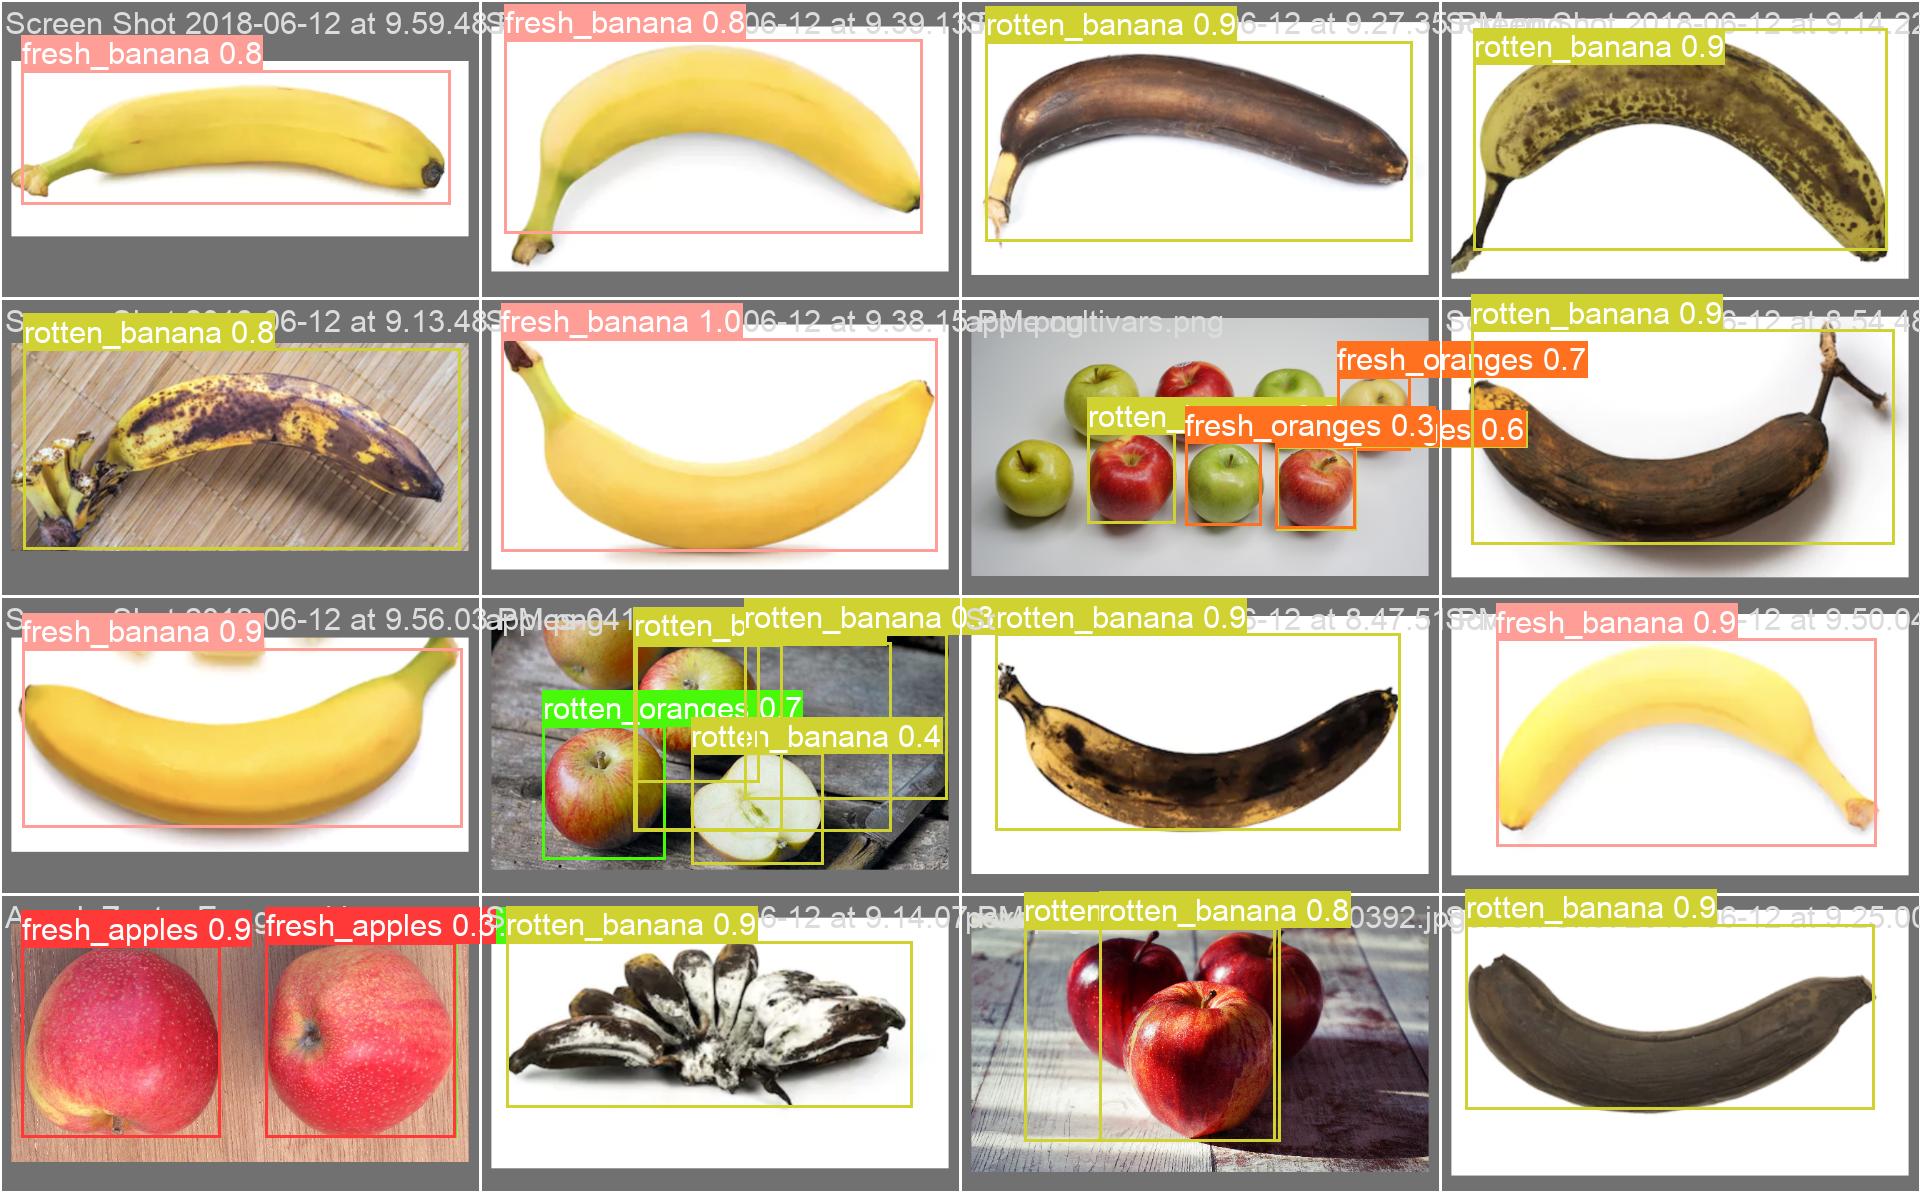 Screen Shot 2018-06-12 at 9.59.48
fresh_banana 0.8
06-12 at 9.39.13
fresh_banana 0.8
6-12 at 9.27.35
rotten_banana 0.9
Shot 2018-06-12 at 9.14.22
rotten_banana 0.9
06-12 at 9.13.48
rotten_banana 0.8
06-12 at 9.38.15
fresh_banana 1.0
fresh_oranges 0.7
rotten_
fresh_oranges 0.3
ges 0.6
6-12 at 8.54.48
rotten_banana 0.9
2018-06-12 at 9.56.03
fresh_banana 0.9
rotten_b
rotten_banana 0.3
rotten_oranges 0.7
rotten_banana 0.4
6-12 at 8.47.51
rotten_banana 0.9
-12 at 9.50.04
fresh_banana 0.9
fresh_apples 0.9
fresh_apples 0.3
6-12 at 9.14.07
rotten_banana 0.9
0392.jpg
rotten
rotten_banana 0.8
6-12 at 9.25.00
rotten_banana 0.9